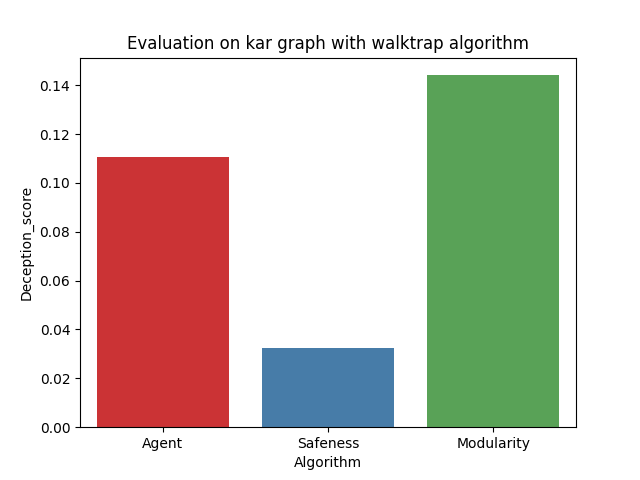 Evaluation on kar graph with walktrap algorithm
0.14
0.12
0.10
0.08
0.06
0.04
0.02
0.00
Deception_score
Agent
Safeness
Modularity
Algorithm